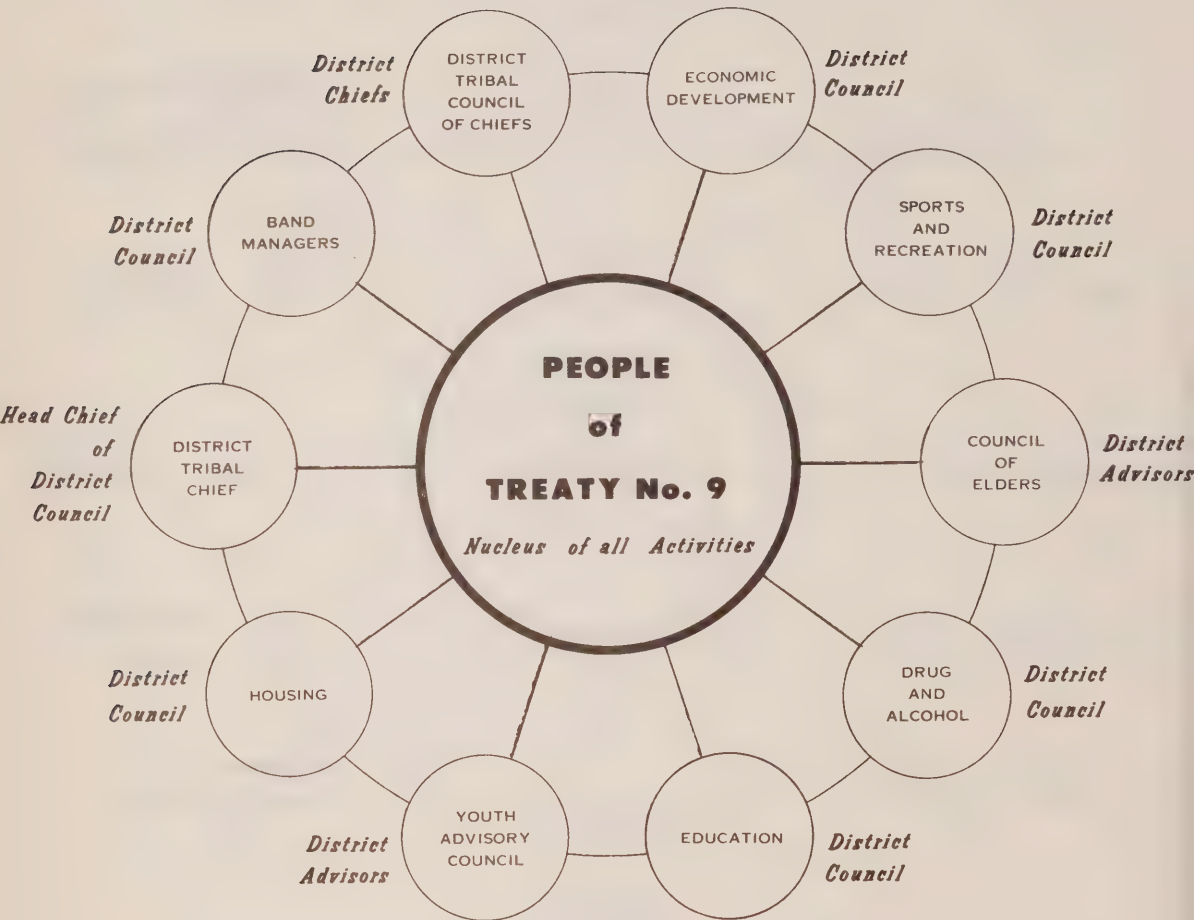 District
Chiefs
DISTRICT
TRIBAL
COUNCIL
OF CHIEFS
ECONOMIC
DEVELOPMENT
District
Council
District
Council
BAND
MANAGERS
SPORTS
AND
RECREATION
District
Council
Head Chief
of
District
Council
DISTRICT
TRIBAL
CHIEF
PEOPLE
of
TREATY No. 9
Nucleus of all Activities
COUNCIL
OF
ELDERS
District
Advisors
District
Council
HOUSING
DRUG
AND
ALCOHOL
District
Council
District
Advisors
YOUTH
ADVISORY
COUNCIL
EDUCATION
District
Council